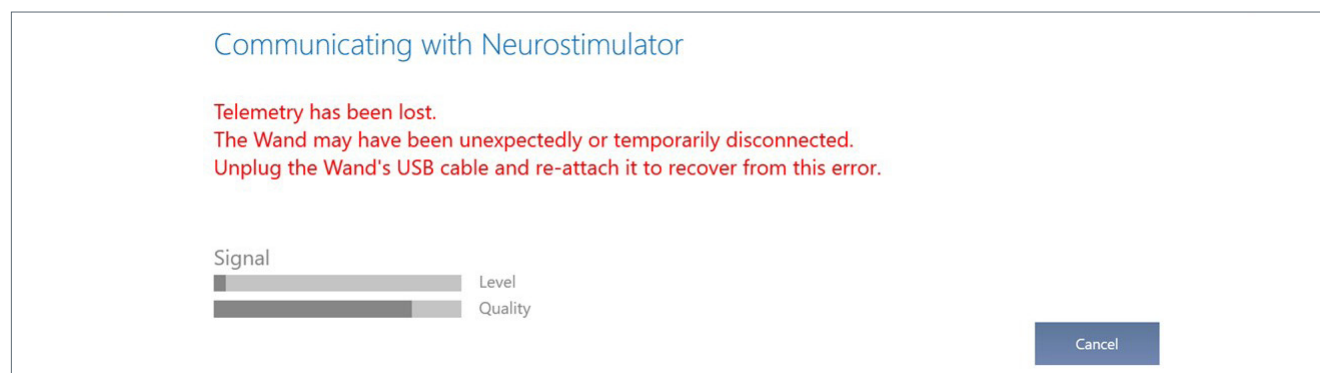 Communicating with Neurostimulator
Telemetry has been lost.
The Wand may have been unexpectedly or temporarily disconnected.
Unplug the Wand's USB cable and re-attach it to recover from this error.
Signal
Level
Quality
Cancel